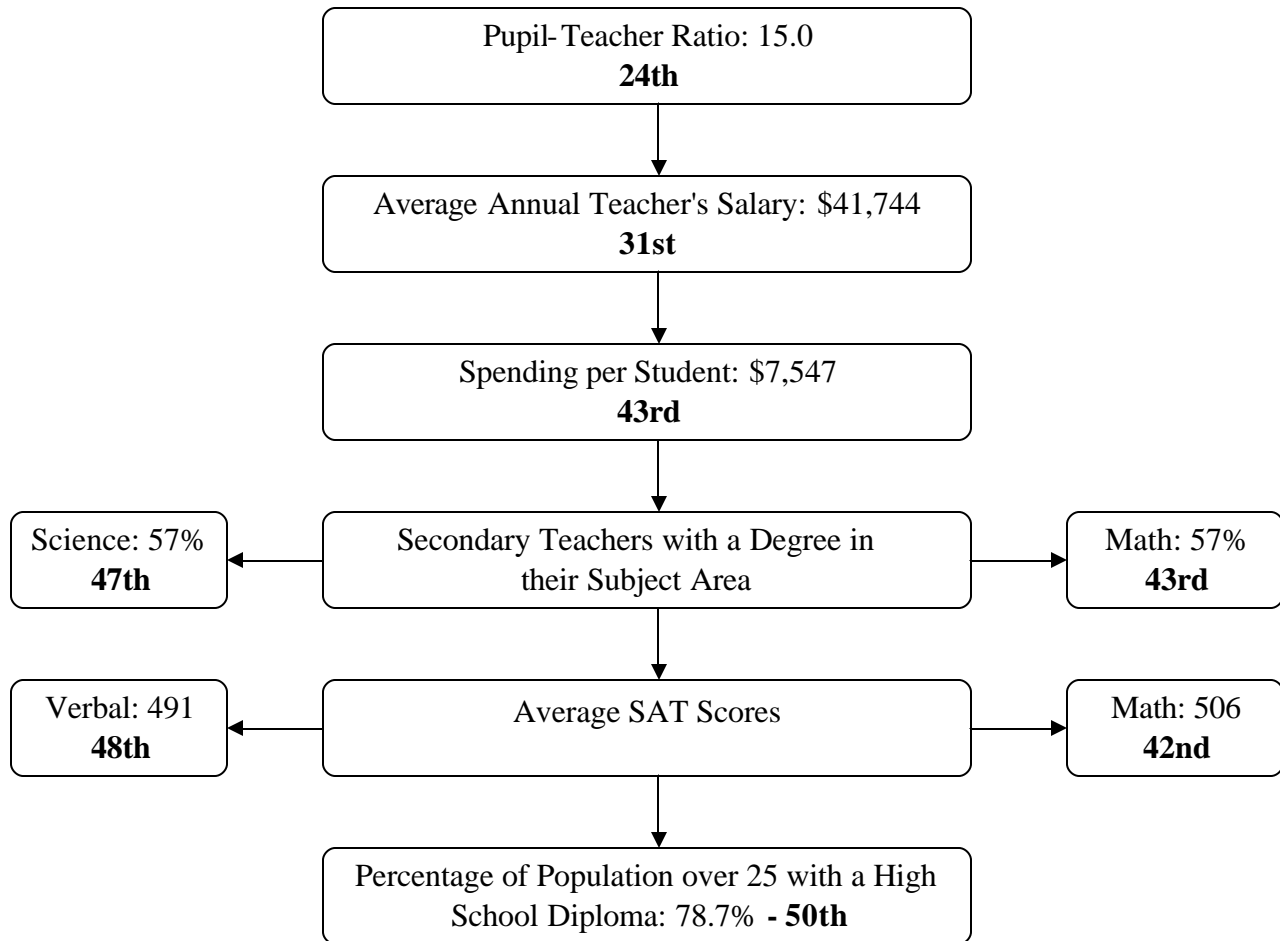 Pupil-Teacher Ratio: 15.0
24th
Average Annual Teacher's Salary: $41,744
31st
Spending per Student: $7,547
43rd
Science: 57%
47th
Secondary Teachers with a Degree in
their Subject Area
Math: 57%
43rd
Verbal: 491
48th
Average SAT Scores
Math: 506
42nd
Percentage of Population over 25 with a High
School Diploma: 78.7% - 50th